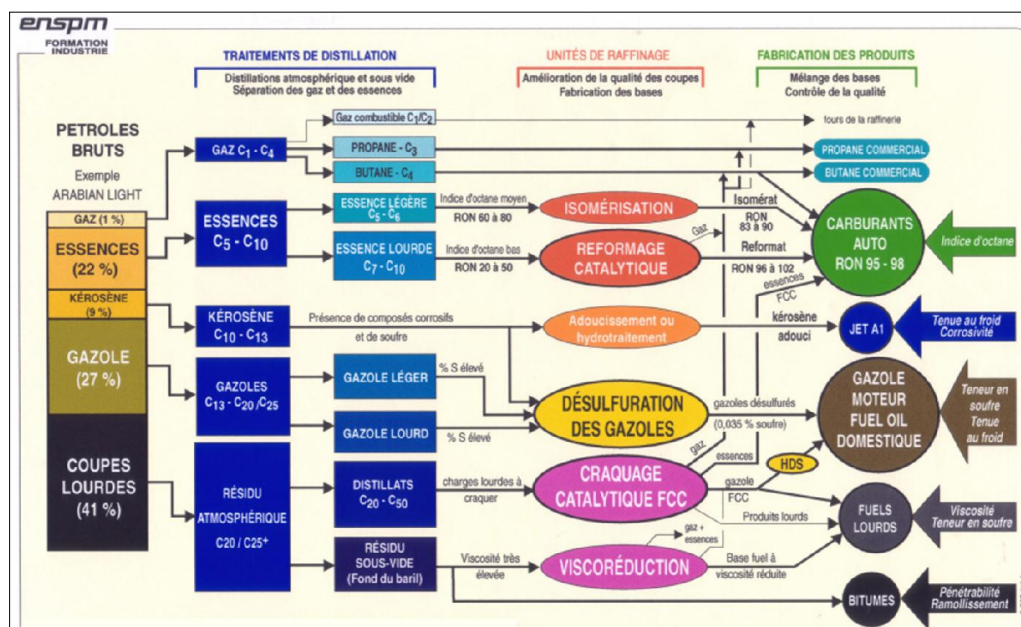 enspm
FORMATION
INDUSTRIE
TRAITEMENTS DE DISTILLATION
Distillations atmosphérique et sous vide
Séparation des gaz et des essences
UNITÉS DE RAFFINAGE
Amélioration de la qualité des coupes
Fabrication des bases
FABRICATION DES PRODUITS
Mélange des bases
Contrôle de la qualité
PETROLES
BRUTS
Exemple
ARABIAN LIGHT
GAZ (1 %)
ESSENCES
(22 %)
KÉROSÈNE
(9 %)
GAZOLE
(27 %)
COUPES
LOURDES
(41 %)
GAZ C1 - C4
Gaz combustible C1/C2
PROPANE - C3
BUTANE - C4
fours de la raffinerie
PROPANE COMMERCIAL
BUTANE COMMERCIAL
ESSENCES
C5 - C10
ESSENCE LÉGÈRE
C5 - C6
Indice d'octane moyen
RON 60 à 80
ISOMÉRISATION
Isomérat
RON
83 à 90
ESSENCE LOURDE
C7 - C10
Indice d'octane bas
RON 20 à 50
REFORMAGE
CATALYTIQUE
Gaz
Reformat
RON 96 à 102
essences
FCC
CARBURANTS
AUTO
RON 95 - 98
Indice d'octane
KÉROSÈNE
C10 - C13
Présence de composés corrosifs
et de soufre
Adoucissement ou
hydrotraitement
kérosène
adouci
JET A1
Tenue au froid
Corrosivité
GAZOLES
C13 - C20 /C25
GAZOLE LÉGER
% S élevé
GAZOLE LOURD
% S élevé
DÉSULFURATION
DES GAZOLES
gazoles désulfurés
(0,035 % soufre)
GAZOLE
MOTEUR
FUEL OIL
DOMESTIQUE
Teneur
en
soufre
Tenue
au froid
RÉSIDU
ATMOSPHÉRIQUE
C20 / C25+
DISTILLATS
C20 - C50
charges lourdes à
craquer
CRAQUAGE
CATALYTIQUE FCC
gaz
essences
gazole
FCC
HDS
Produits lourds
FUELS
LOURDS
Viscosité
Teneur en soufre
RÉSIDU
SOUS-VIDE
(Fond du baril)
Viscosité très
élevée
VISCORÉDUCTION
gaz +
essences
Base fuel à
viscosité réduite
BITUMES
Pénétrabilité
Ramollissement